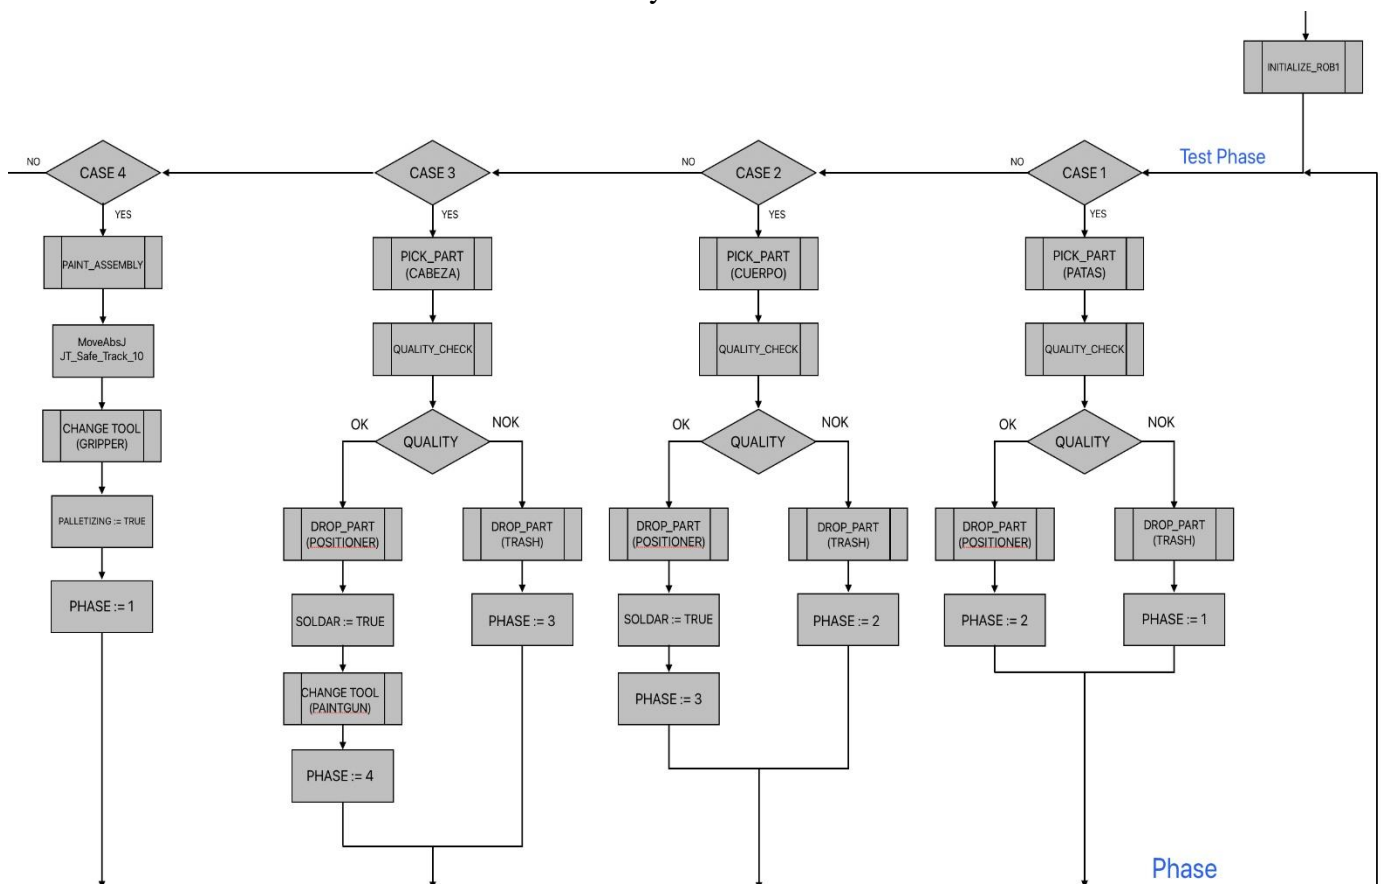 INITIALIZE_ROB1
Test Phase
NO
CASE 4
CASE 3
NO
CASE 2
NO
CASE 1
YES
YES
YES
YES
PAINT_ASSEMBLY
PICK_PART
(CABEZA)
PICK_PART
(CUERPO)
PICK_PART
(PATAS)
MoveAbsJ
JT_Safe_Track_10
QUALITY_CHECK
QUALITY_CHECK
QUALITY_CHECK
CHANGE TOOL
(GRIPPER)
OK
QUALITY
NOK
OK
QUALITY
NOK
OK
QUALITY
NOK
PALLETIZING := TRUE
DROP_PART
(POSITIONER)
DROP_PART
(TRASH)
DROP_PART
(POSITIONER)
DROP_PART
(TRASH)
DROP_PART
(POSITIONER)
DROP_PART
(TRASH)
PHASE := 1
SOLDAR := TRUE
PHASE := 3
SOLDAR := TRUE
PHASE := 2
PHASE := 2
PHASE := 1
CHANGE TOOL
(PAINTGUN)
PHASE := 3
PHASE := 4
Phase